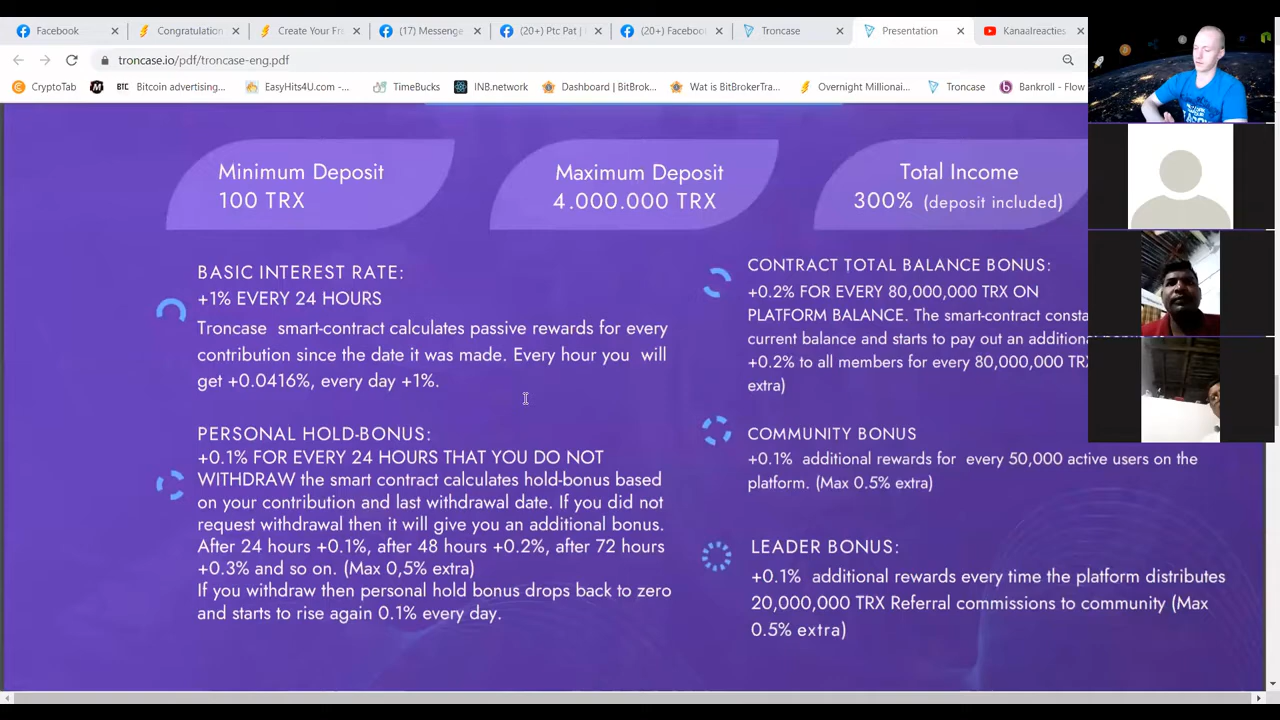 Facebook
Congratulation
Create Your Fr
(17) Messenge
(20+) Ptc Pat |
(20+) Faceboo
Troncase
Presentation
Kanaalreacties
troncase.io/pdf/troncase-eng.pdf
CryptoTab
BTC Bitcoin advertising...
EasyHits4U.com -...
TimeBucks
INB.network
Dashboard | BitBrok...
Wat is BitBrokerTra...
Overnight Millionai...
Troncase
Bankroll - Flow
Minimum Deposit
100 TRX
Maximum Deposit
4.000.000 TRX
Total Income
300% (deposit included)
BASIC INTEREST RATE:
+1% EVERY 24 HOURS
Troncase smart-contract calculates passive rewards for every
contribution since the date it was made. Every hour you will
get +0.0416%, every day +1%.
PERSONAL HOLD-BONUS:
+0.1% FOR EVERY 24 HOURS THAT YOU DO NOT
WITHDRAW the smart contract calculates hold-bonus based
on your contribution and last withdrawal date. If you did not
request withdrawal then it will give you an additional bonus.
After 24 hours +0.1%, after 48 hours +0.2%, after 72 hours
+0.3% and so on. (Max 0,5% extra)
If you withdraw then personal hold bonus drops back to zero
and starts to rise again 0.1% every day.
CONTRACT TOTAL BALANCE BONUS:
+0.2% FOR EVERY 80,000,000 TRX ON
PLATFORM BALANCE. The smart-contract consta
current balance and starts to pay out an additiona
+0.2% to all members for every 80,000,000 TRX
extra)
COMMUNITY BONUS
+0.1% additional rewards for every 50,000 active users on the
platform. (Max 0.5% extra)
LEADER BONUS:
+0.1% additional rewards every time the platform distributes
20,000,000 TRX Referral commissions to community (Max
0.5% extra)